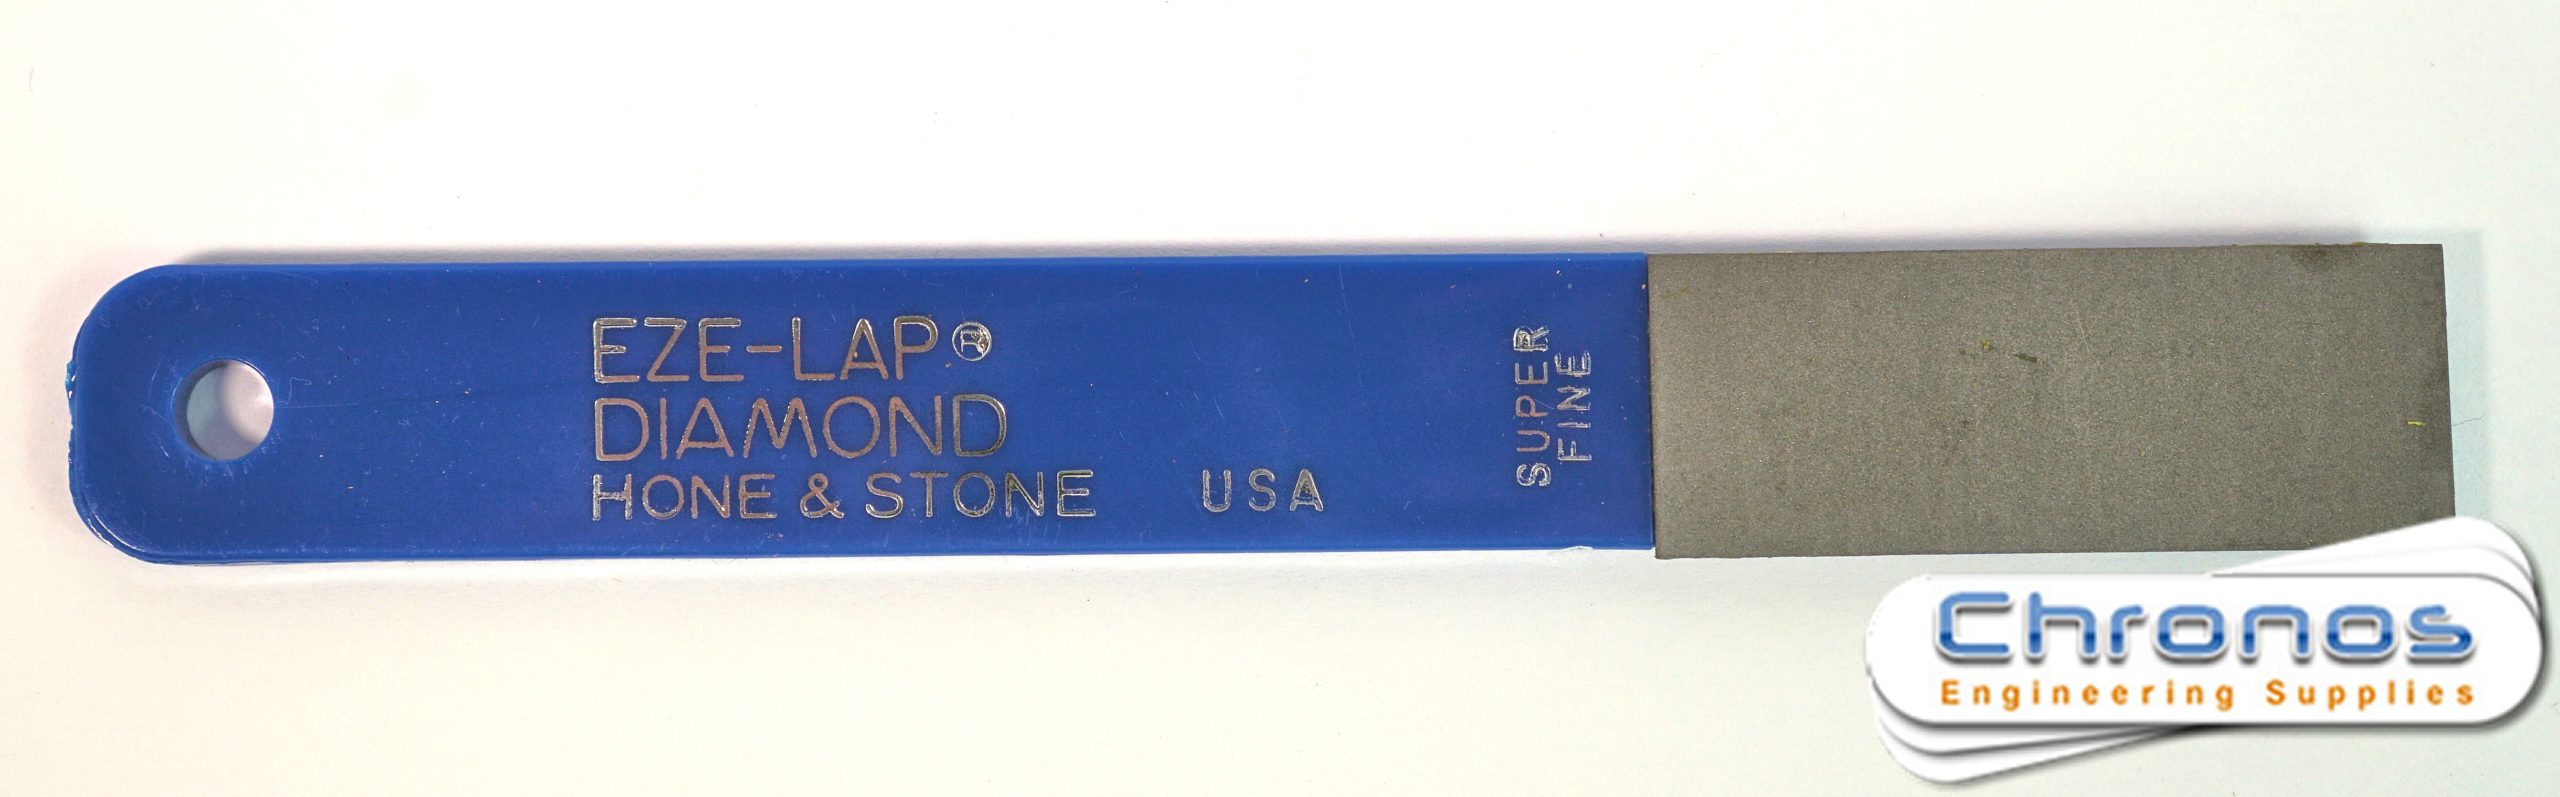 EZE-LAP®
DIAMOND
HONE & STONE USA
SUPER
FINE
Chronos
Engineering Supplies